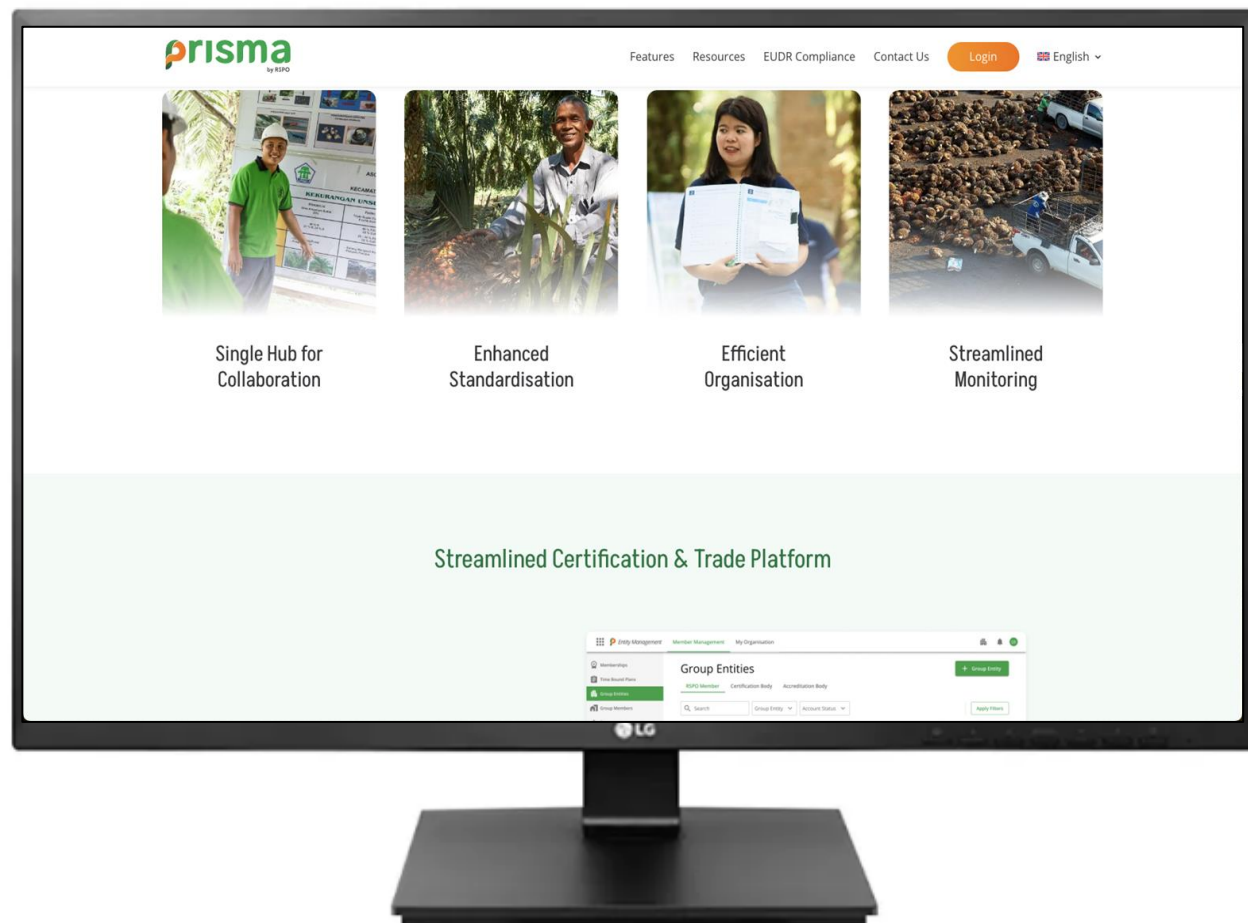 prisma
by RSPO
Features Resources EUDR Compliance Contact Us Login English
KECAMAT
KEKURANGAN UNS
Single Hub for
Collaboration
Enhanced
Standardisation
Efficient
Organisation
Streamlined
Monitoring
Streamlined Certification & Trade Platform
Entity Management Member Management My Organisation
Memberships
Time Bound Plans
Group Entities
Group Members
Group Entities
+ Group Entity
RSPO Member Certification Body Accreditation Body
Search Group Entity Account Status Apply Filters
LG